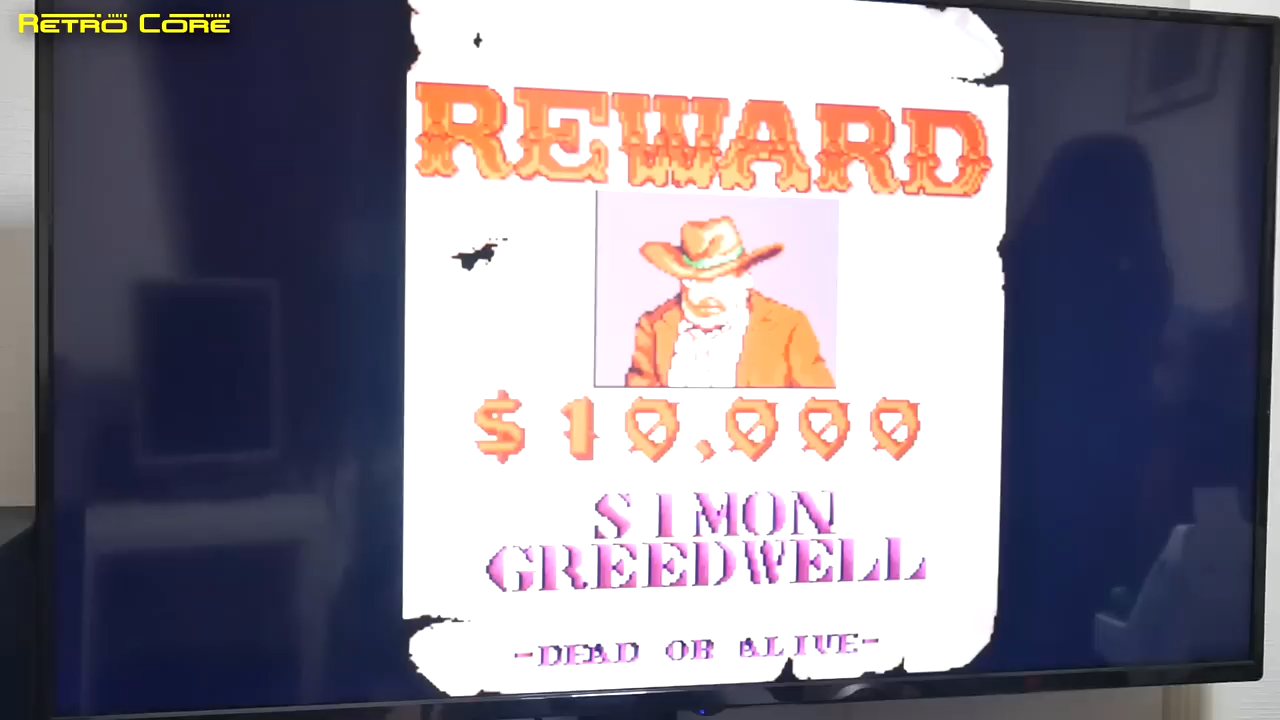 RETRO CORE
REWARD
$10,000
SIMON
GREEDWELL
-DEAD OR ALIVE-